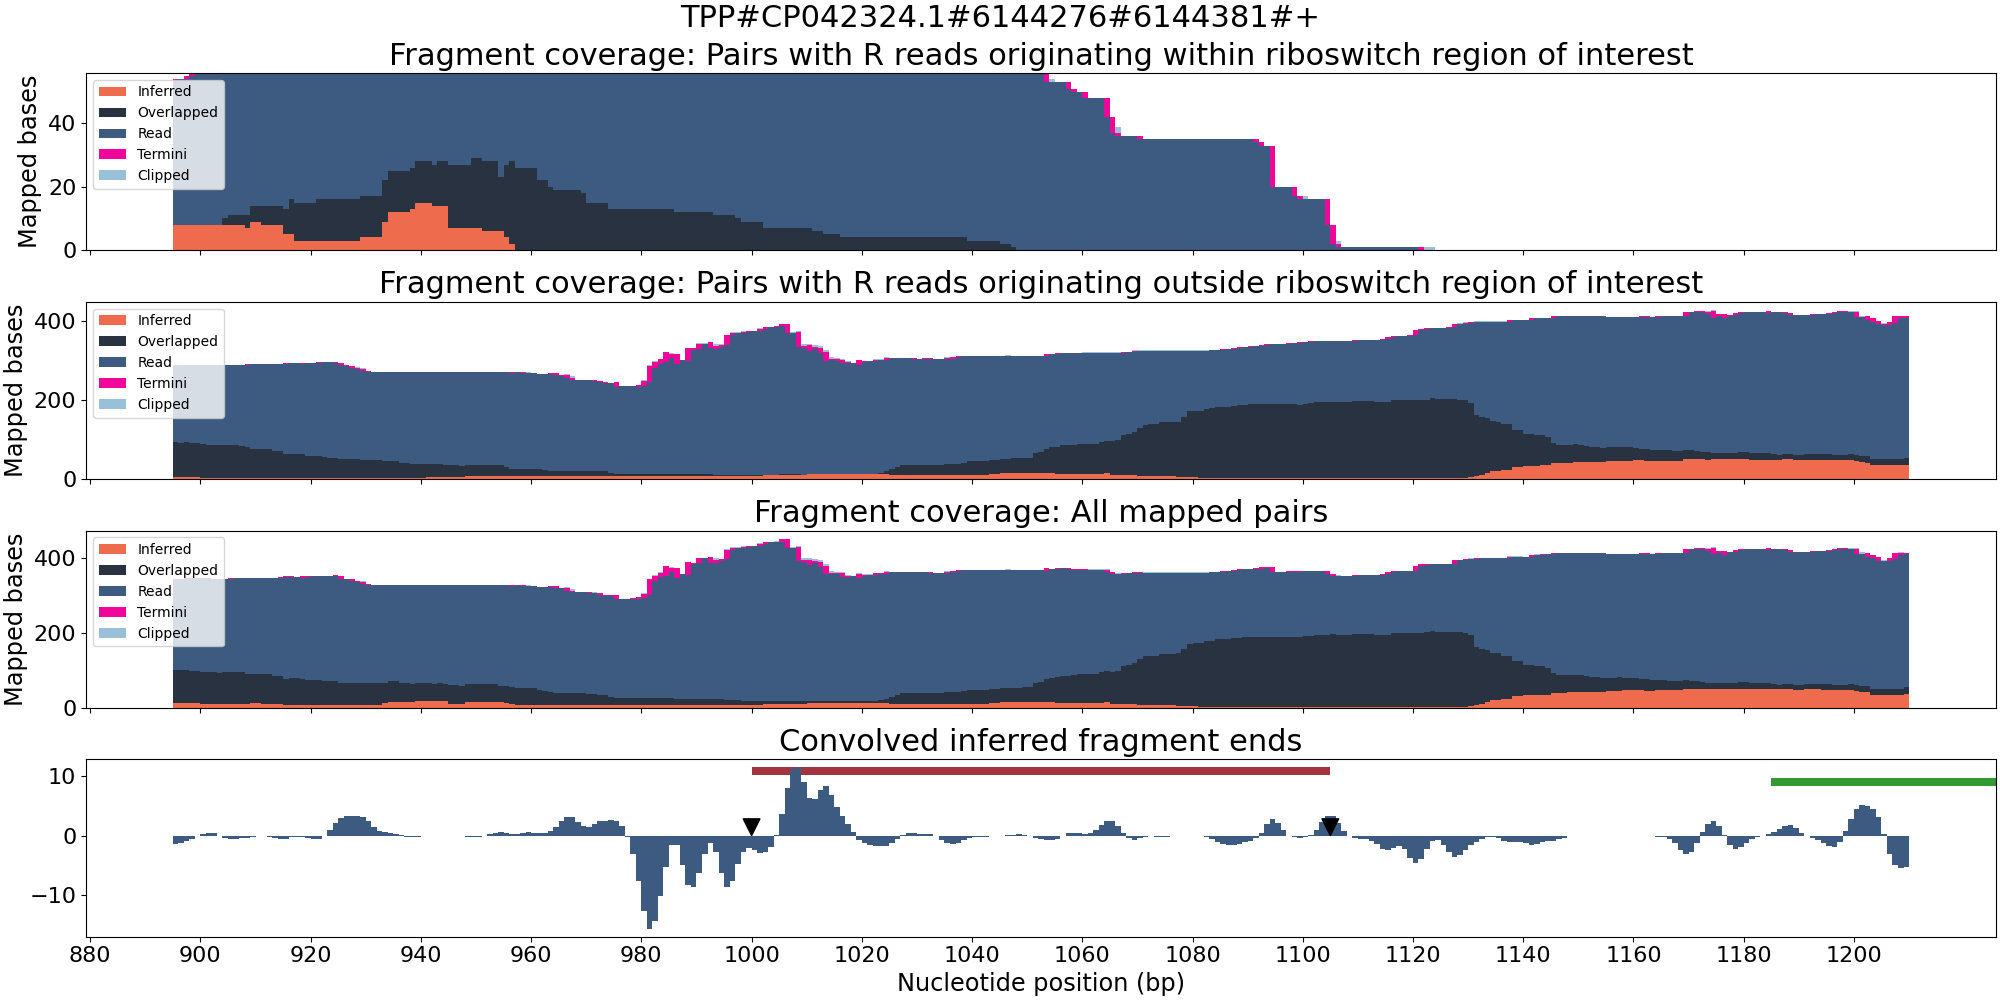 TPP#CP042324.1#6144276#6144381#+
Fragment coverage: Pairs with R reads originating within riboswitch region of interest
Mapped bases
40
20
0
Inferred
Overlapped
Read
Termini
Clipped
Fragment coverage: Pairs with R reads originating outside riboswitch region of interest
Mapped bases
400
200
0
Inferred
Overlapped
Read
Termini
Clipped
Fragment coverage: All mapped pairs
Mapped bases
400
200
0
Inferred
Overlapped
Read
Termini
Clipped
Convolved inferred fragment ends
10
0
−10
880 900 920 940 960 980 1000 1020 1040 1060 1080 1100 1120 1140 1160 1180 1200
Nucleotide position (bp)